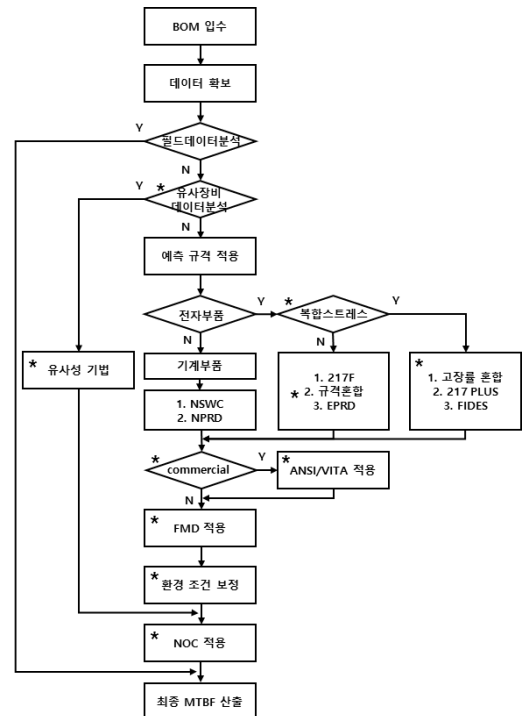 BOM 입수
데이터 확보
Y
필드데이터분석
N
Y
* 유사장비
데이터분석
N
예측 규격 적용
전자부품
Y
* 복합스트레스
Y
N
N
* 유사성 기법
기계부품
1. NSWC
2. NPRD
1. 217F
* 2. 규격혼합
3. EPRD
* 1. 고장률 혼합
2. 217 PLUS
3. FIDES
* commercial
Y
* ANSI/VITA 적용
N
* FMD 적용
* 환경 조건 보정
* NOC 적용
최종 MTBF 산출